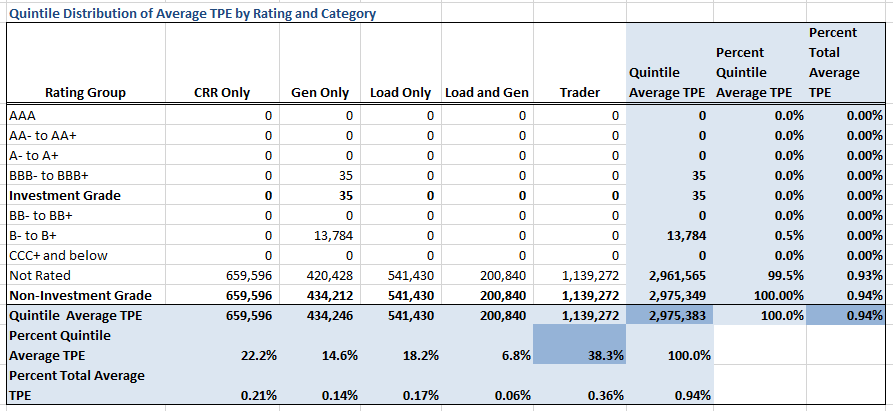 Quintile Distribution of Average TPE by Rating and Category
Rating Group CRR Only Gen Only Load Only Load and Gen Trader Quintile Average TPE Percent Quintile Average TPE Percent Total Average TPE
AAA 0 0 0 0 0 0 0.0% 0.00%
AA- to AA+ 0 0 0 0 0 0 0.0% 0.00%
A- to A+ 0 0 0 0 0 0 0.0% 0.00%
BBB- to BBB+ 0 35 0 0 0 35 0.0% 0.00%
Investment Grade 0 35 0 0 0 35 0.0% 0.00%
BB- to BB+ 0 0 0 0 0 0 0.0% 0.00%
B- to B+ 0 13,784 0 0 0 13,784 0.5% 0.00%
CCC+ and below 0 0 0 0 0 0 0.0% 0.00%
Not Rated 659,596 420,428 541,430 200,840 1,139,272 2,961,565 99.5% 0.93%
Non-Investment Grade 659,596 434,212 541,430 200,840 1,139,272 2,975,349 100.00% 0.94%
Quintile Average TPE 659,596 434,246 541,430 200,840 1,139,272 2,975,383 100.0% 0.94%
Percent Quintile
Average TPE 22.2% 14.6% 18.2% 6.8% 38.3% 100.0%
Percent Total Average
TPE 0.21% 0.14% 0.17% 0.06% 0.36% 0.94%